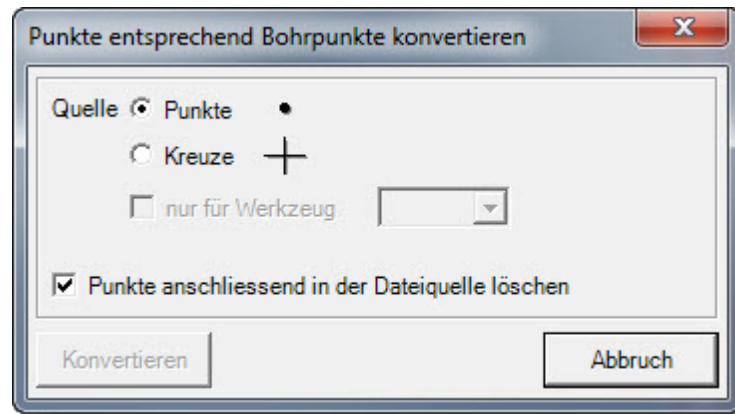 Punkte entsprechend Bohrpunkte konvertieren
Quelle Punkte
Kreuze
nur für Werkzeug
Punkte anschliessend in der Dateiquelle löschen
Konvertieren Abbruch